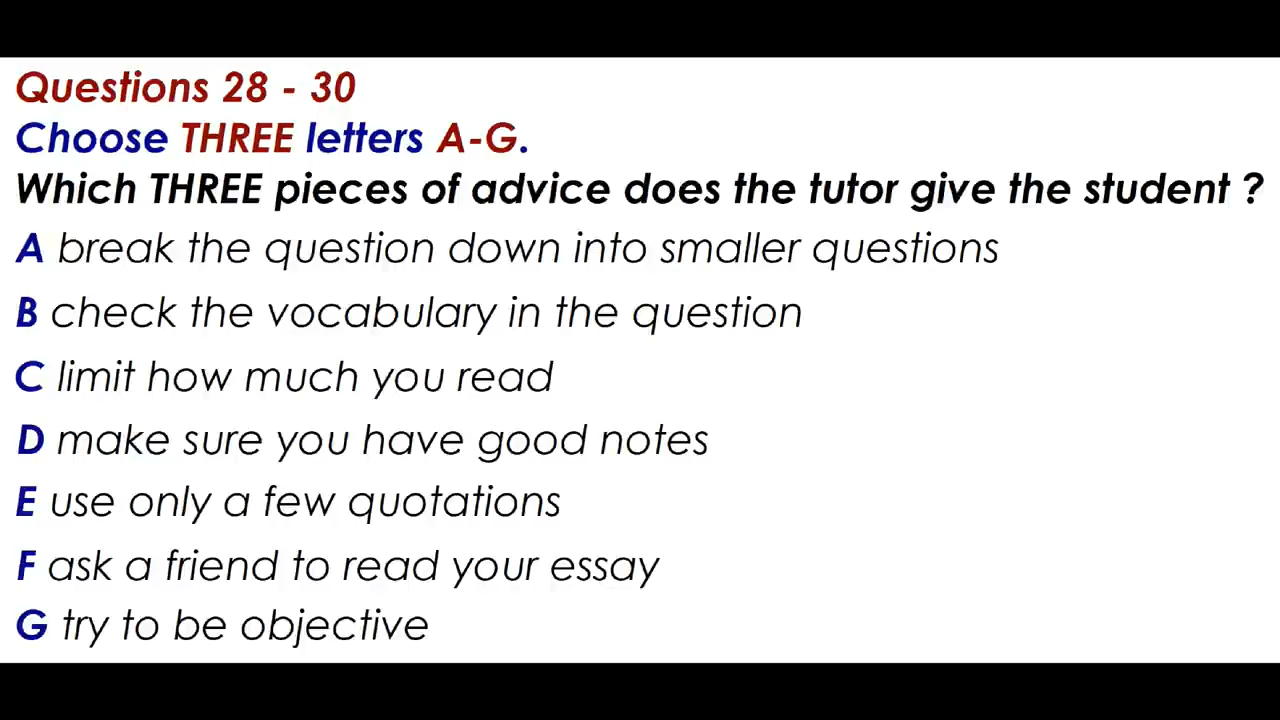 Questions 28 - 30
Choose THREE letters A-G.
Which THREE pieces of advice does the tutor give the student ?
A break the question down into smaller questions
B check the vocabulary in the question
C limit how much you read
D make sure you have good notes
E use only a few quotations
F ask a friend to read your essay
G try to be objective